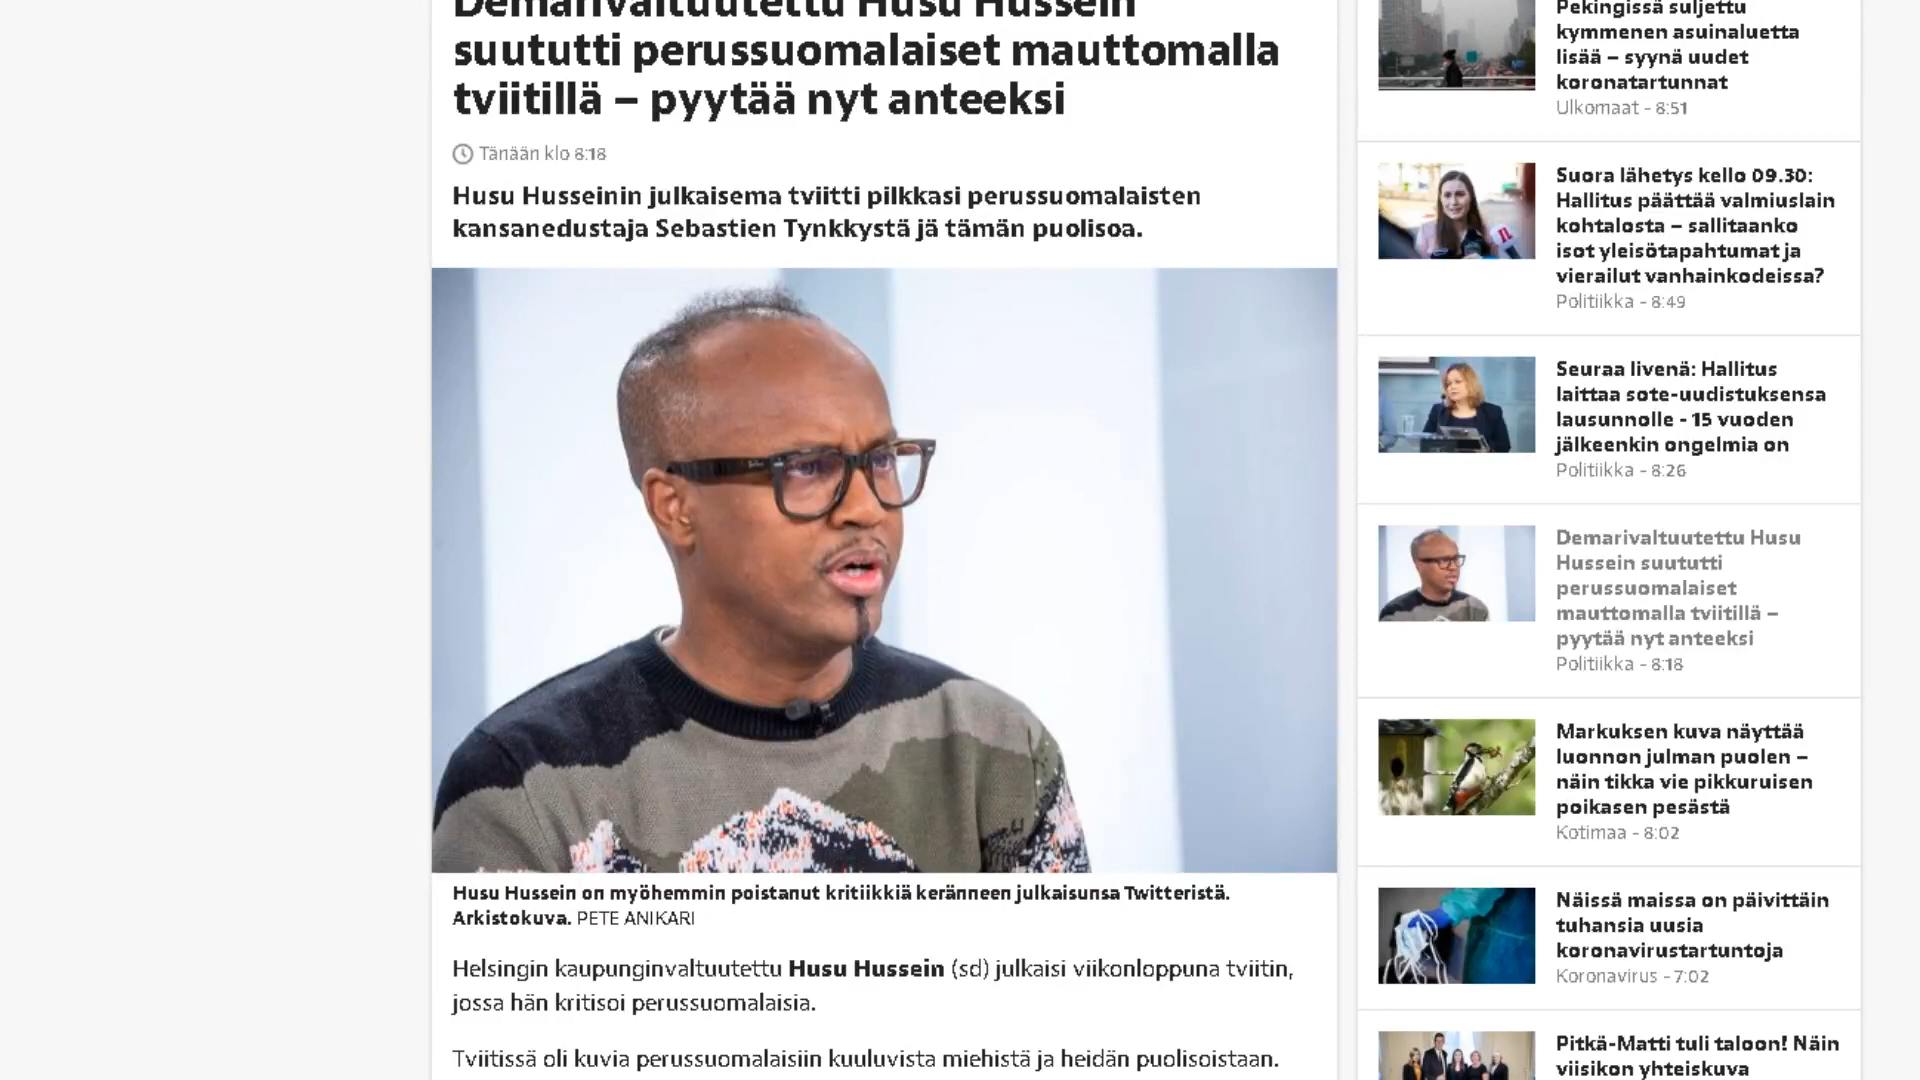 Demarivaltuutettu Husu Hussein
suututti perussuomalaiset mauttomalla
tviitillä – pyytää nyt anteeksi
Tänään klo 8:18
Husu Husseinin julkaisema tviitti pilkkasi perussuomalaisten
kansanedustaja Sebastien Tynkkystä jä tämän puolisoa.
Husu Hussein on myöhemmin poistanut kritiikkiä keränneen julkaisunsa Twitteristä.
Arkistokuva. PETE ANIKARI
Helsingin kaupunginvaltuutettu Husu Hussein (sd) julkaisi viikonloppuna tviitin,
jossa hän kritisoi perussuomalaisia.
Tviitissä oli kuvia perussuomalaisiin kuuluvista miehistä ja heidän puolisoistaan.
Pekingissä suljettu
kymmenen asuinaluetta
lisää – syynä uudet
koronatartunnat
Ulkomaat - 8:51
Suora lähetys kello 09.30:
Hallitus päättää valmiuslain
kohtalosta – sallitaanko
isot yleisötapahtumat ja
vierailut vanhainkodeissa?
Politiikka - 8:49
Seuraa livenä: Hallitus
laittaa sote-uudistuksensa
lausunnolle - 15 vuoden
jälkeenkin ongelmia on
Politiikka - 8:26
Demarivaltuutettu Husu
Hussein suututti
perussuomalaiset
mauttomalla tviitillä –
pyytää nyt anteeksi
Politiikka - 8:18
Markuksen kuva näyttää
luonnon julman puolen –
näin tikka vie pikkuruisen
poikasen pesästä
Kotimaa - 8:02
Näissä maissa on päivittäin
tuhansia uusia
koronavirustartuntoja
Koronavirus - 7:02
Pitkä-Matti tuli taloon! Näin
viisikon yhteiskuva